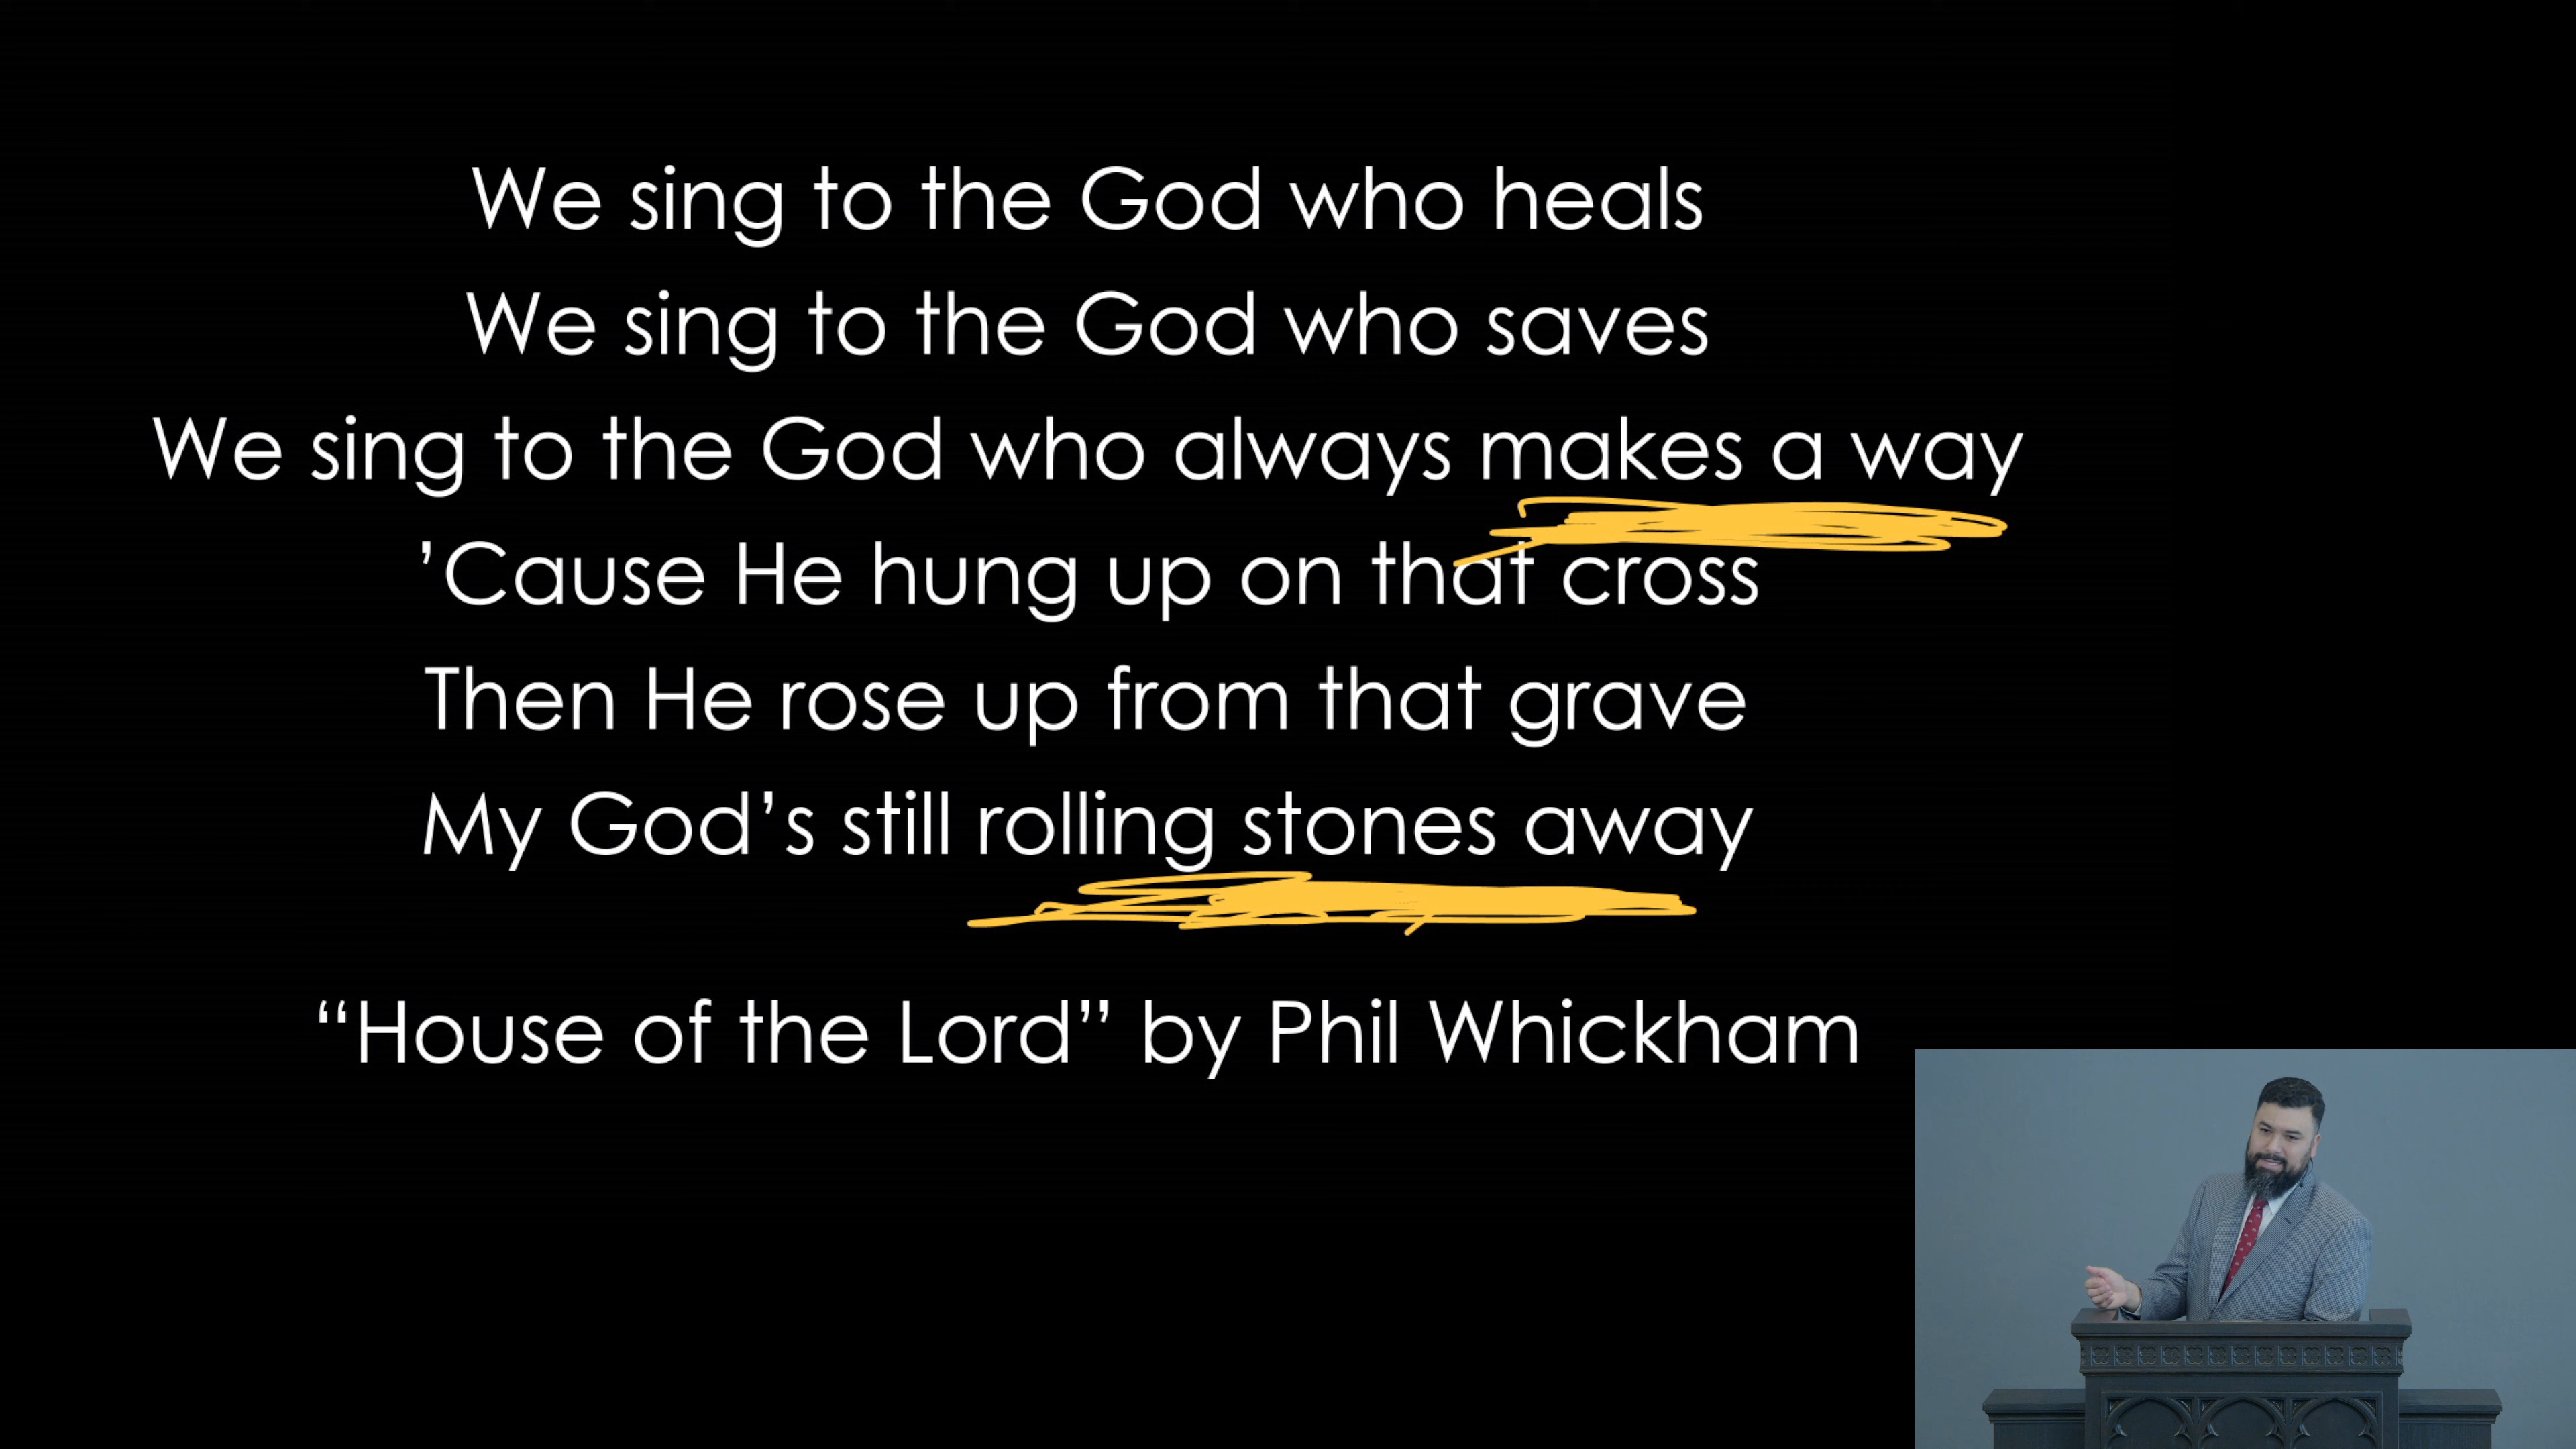 We sing to the God who heals
We sing to the God who saves
We sing to the God who always makes a way
’Cause He hung up on that cross
Then He rose up from that grave
My God’s still rolling stones away
“House of the Lord” by Phil Whickham